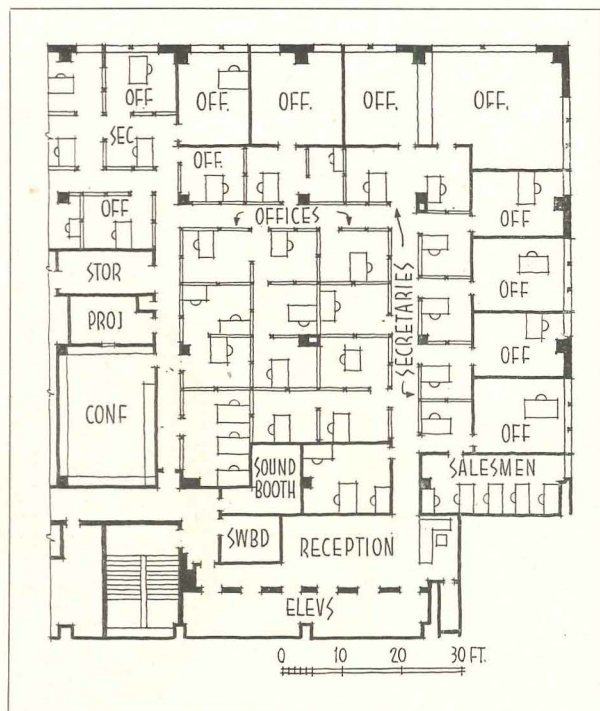 OFF
OFF.
OFF.
OFF.
OFF.
SEC
OFF.
OFF
OFFICES
OFF
STOR
SECRETARIES
OFF
PROJ
OFF
CONF
OFF
SOUND
BOOTH
SALESMEN
SWBD
RECEPTION
ELEVS
0 10 20 30 FT.